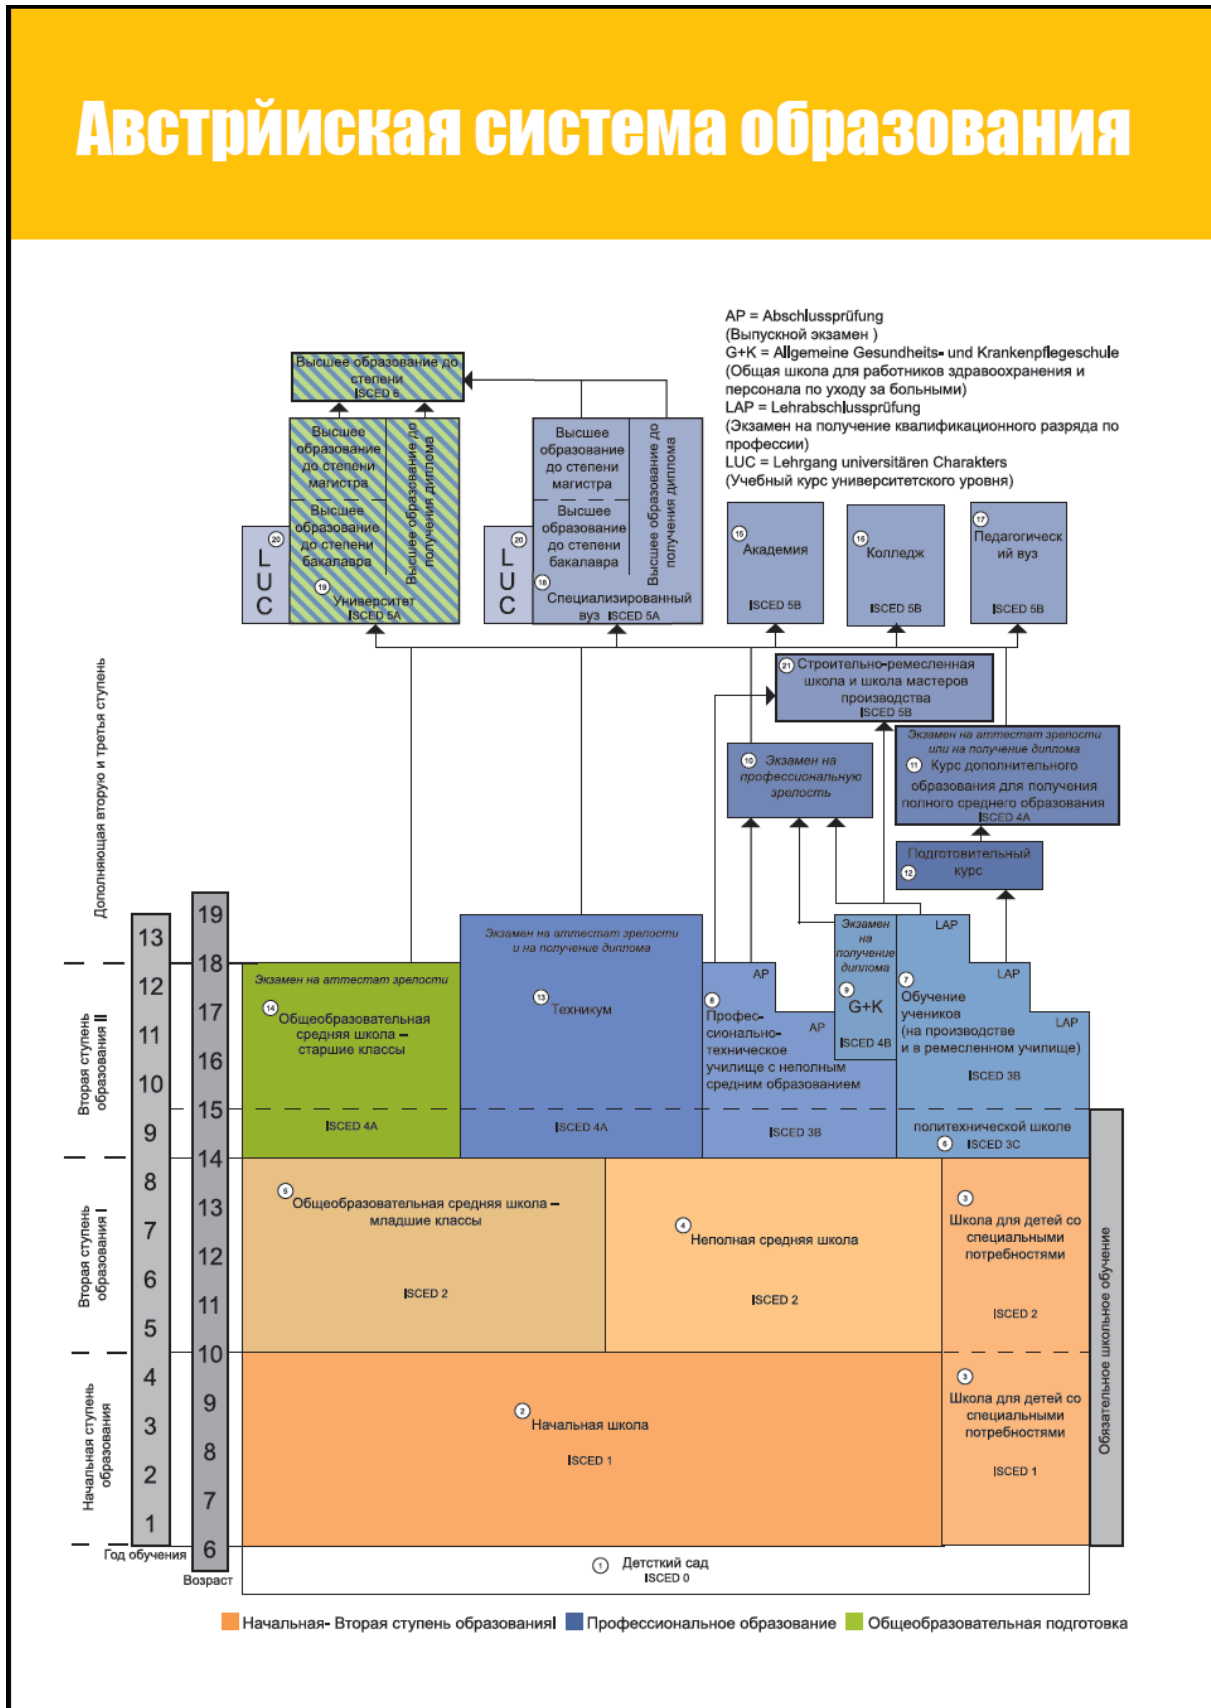 Австрйиская система образования
AP = Abschlussprüfung
(Выпускной экзамен )
G+K = Allgemeine Gesundheits- und Krankenpflegeschule
(Общая школа для работников здравоохранения и
персонала по уходу за больными)
LAP = Lehrabschlussprüfung
(Экзамен на получение квалификационного разряда по
профессии)
LUC = Lehrgang universitären Charakters
(Учебный курс университетского уровня)
Высшее образование до
степени
ISCED 6
Высшее
образование
до степени
магистра
Высшее
образование
до степени
бакалавра
Высшее образование до
получения диплома
19
Университет
ISCED 5A
20
L
U
C
Высшее
образование
до степени
магистра
Высшее
образование
до степени
бакалавра
Высшее образование до
получения диплома
18
Специализированный
вуз ISCED 5A
20
L
U
C
15
Академия
ISCED 5B
16
Колледж
ISCED 5B
17
Педагогическ
ий вуз
ISCED 5B
21 Строительно-ремесленная
школа и школа мастеров
производства
ISCED 5B
10 Экзамен на
профессиональную
зрелость
Экзамен на аттестат зрелости
или на получение диплома
11 Курс дополнительного
образования для получения
полного среднего образования
ISCED 4A
Подготовительный
12 курс
Дополняющая вторую и третья ступень
Вторая ступень
образования II
Вторая ступень
образования I
Начальная ступень
образования
13
12
11
10
9
8
7
6
5
4
3
2
1
Год обучения
19
18
17
16
15
14
13
12
11
10
9
8
7
6
Возраст
Экзамен на аттестат зрелости
14
Общеобразовательная
средняя школа –
старшие классы
ISCED 4A
Экзамен на аттестат зрелости
и на получение диплома
13
Техникум
ISCED 4A
AP
8
Профес-
AP
сионально-
техническое
училище с неполным
средним образованием
ISCED 3B
Экзамен
на
получение
диплома
9
G+K
ISCED 4B
LAP
LAP
LAP
7
Обучение
учеников
(на производстве
и в ремесленном училище)
ISCED 3B
политехнической школе
6 ISCED 3C
5
Общеобразовательная средняя школа –
младшие классы
ISCED 2
4
Неполная средняя школа
ISCED 2
3
Школа для детей со
специальными
потребностями
ISCED 2
2
Начальная школа
ISCED 1
3
Школа для детей со
специальными
потребностями
ISCED 1
Обязательное школьное обучение
1 Детсткий сад
ISCED 0
Начальная- Вторая ступень образованияI
Профессиональное образование
Общеобразовательная подготовка